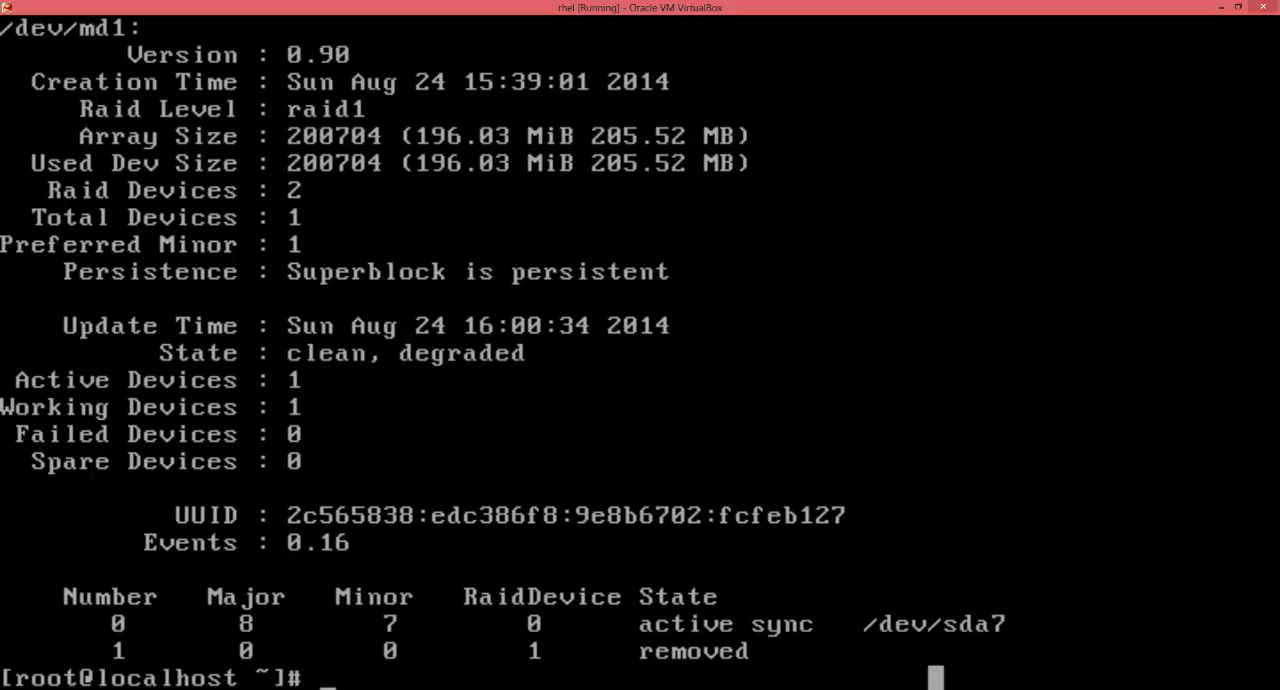 rhel [Running] - Oracle VM VirtualBox
/dev/md1:
Version : 0.90
Creation Time : Sun Aug 24 15:39:01 2014
Raid Level : raid1
Array Size : 200704 (196.03 MiB 205.52 MB)
Used Dev Size : 200704 (196.03 MiB 205.52 MB)
Raid Devices : 2
Total Devices : 1
Preferred Minor : 1
Persistence : Superblock is persistent
Update Time : Sun Aug 24 16:00:34 2014
State : clean, degraded
Active Devices : 1
Working Devices : 1
Failed Devices : 0
Spare Devices : 0
UUID : 2c565838:edc386f8:9e8b6702:fcfeb127
Events : 0.16
Number Major Minor RaidDevice State
0 8 7 0 active sync /dev/sda7
1 0 0 1 removed
[root@localhost ~]# _